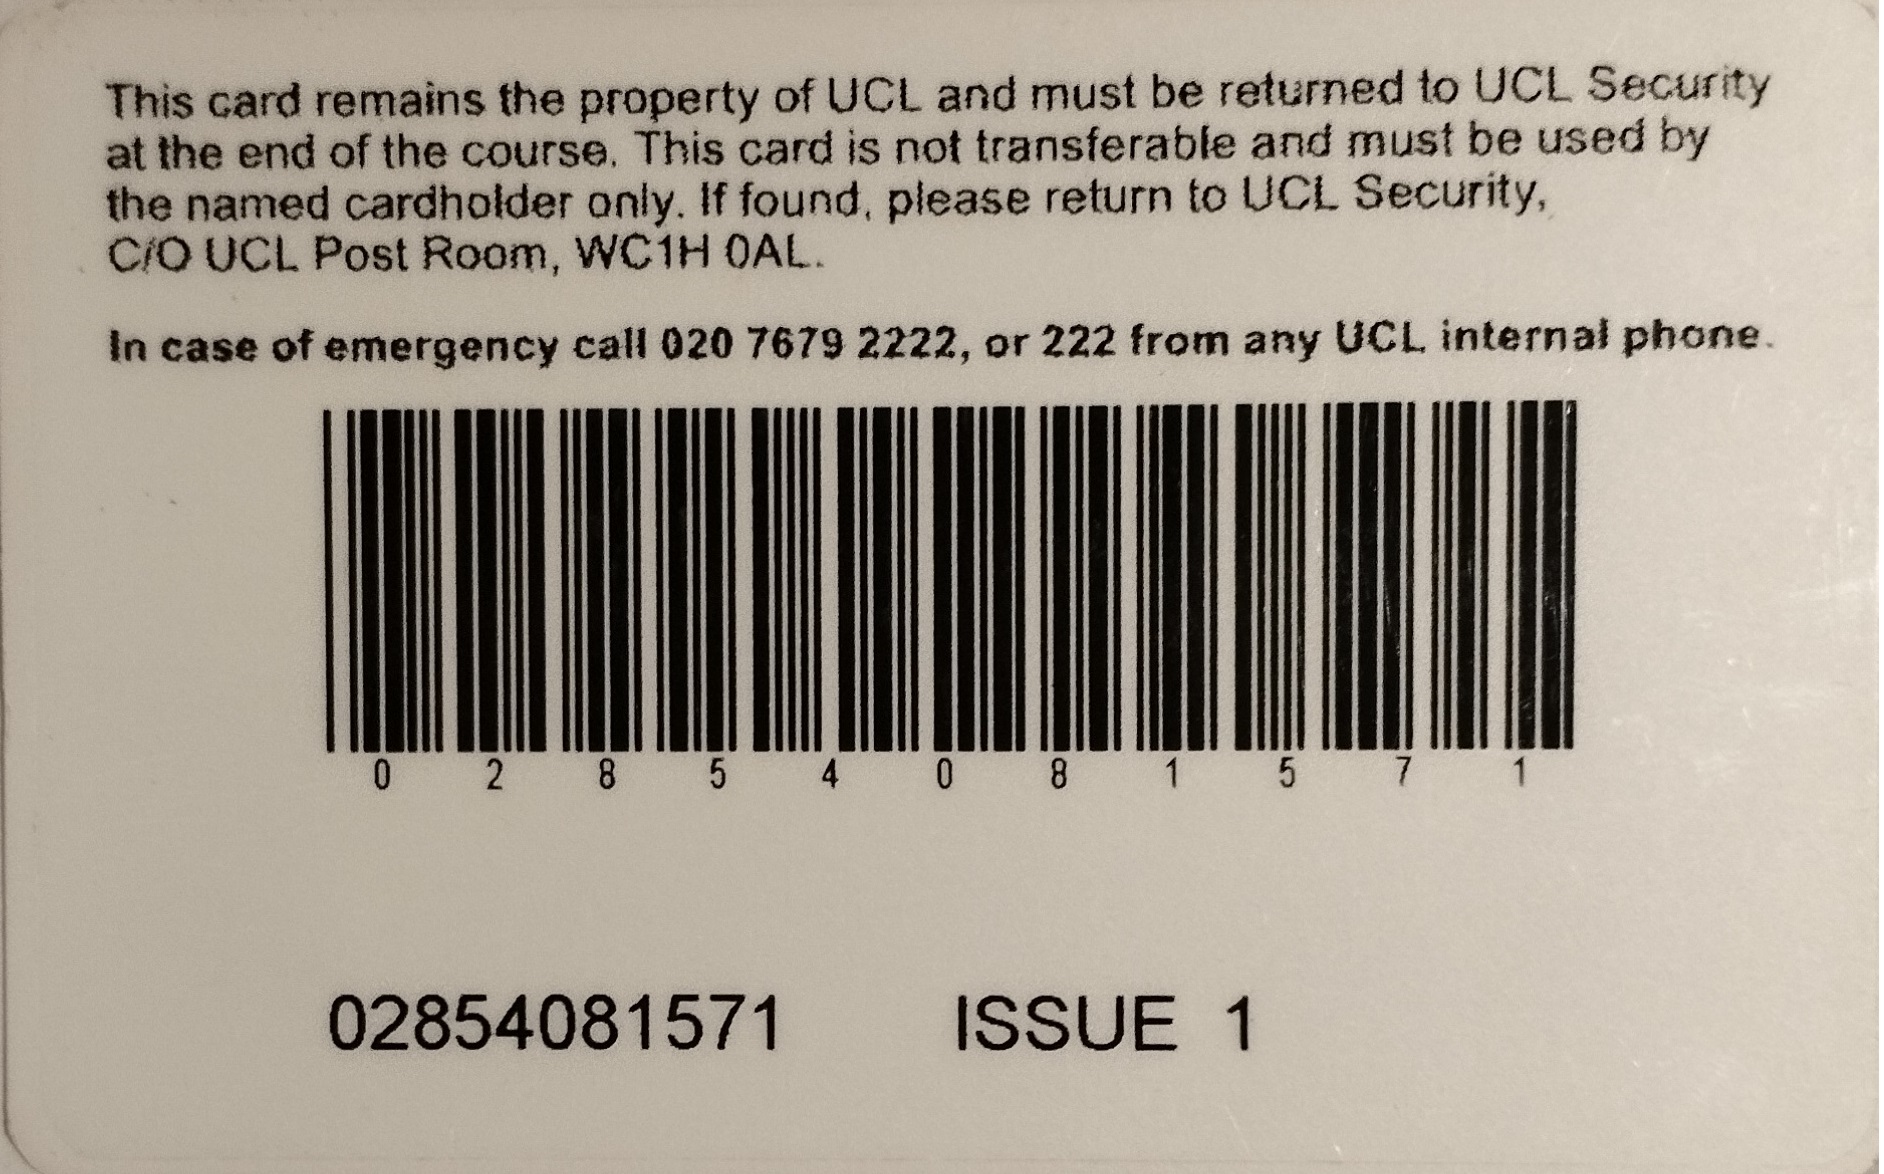 This card remains the property of UCL and must be returned to UCL Security
at the end of the course. This card is not transferable and must be used by
the named cardholder only. If found, please return to UCL Security,
C/O UCL Post Room, WC1H 0AL.
In case of emergency call 020 7679 2222, or 222 from any UCL internal phone.
0 2 8 5 4 0 8 1 5 7 1
02854081571 ISSUE 1